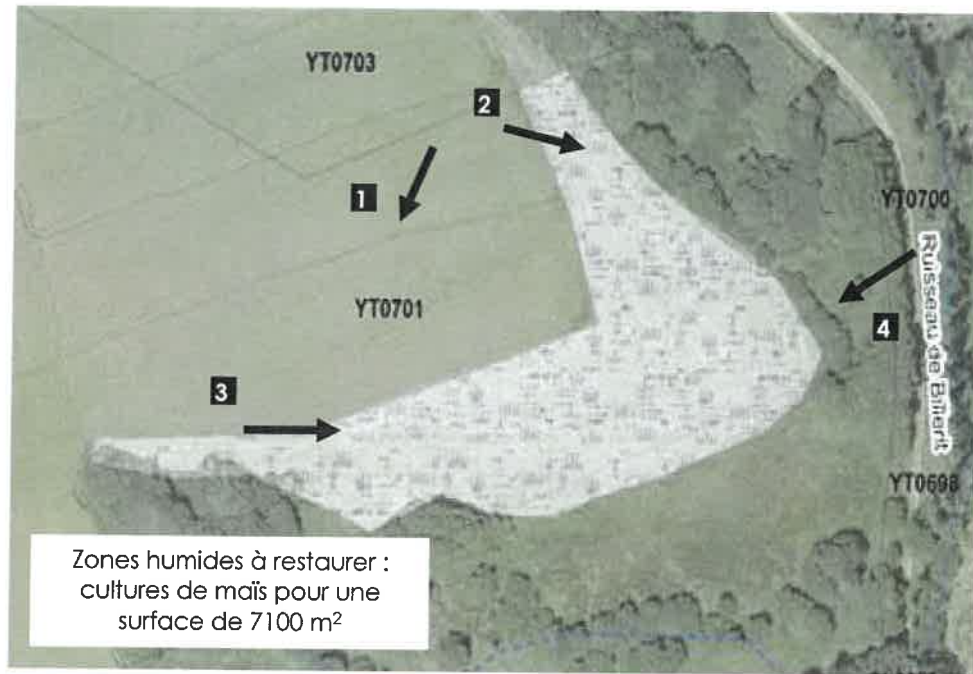 YT0703
2
1
YT0700
YT0701
4
Ruisseau de Billerit
3
YT0698
Zones humides à restaurer :
cultures de maïs pour une
surface de 7100 m²